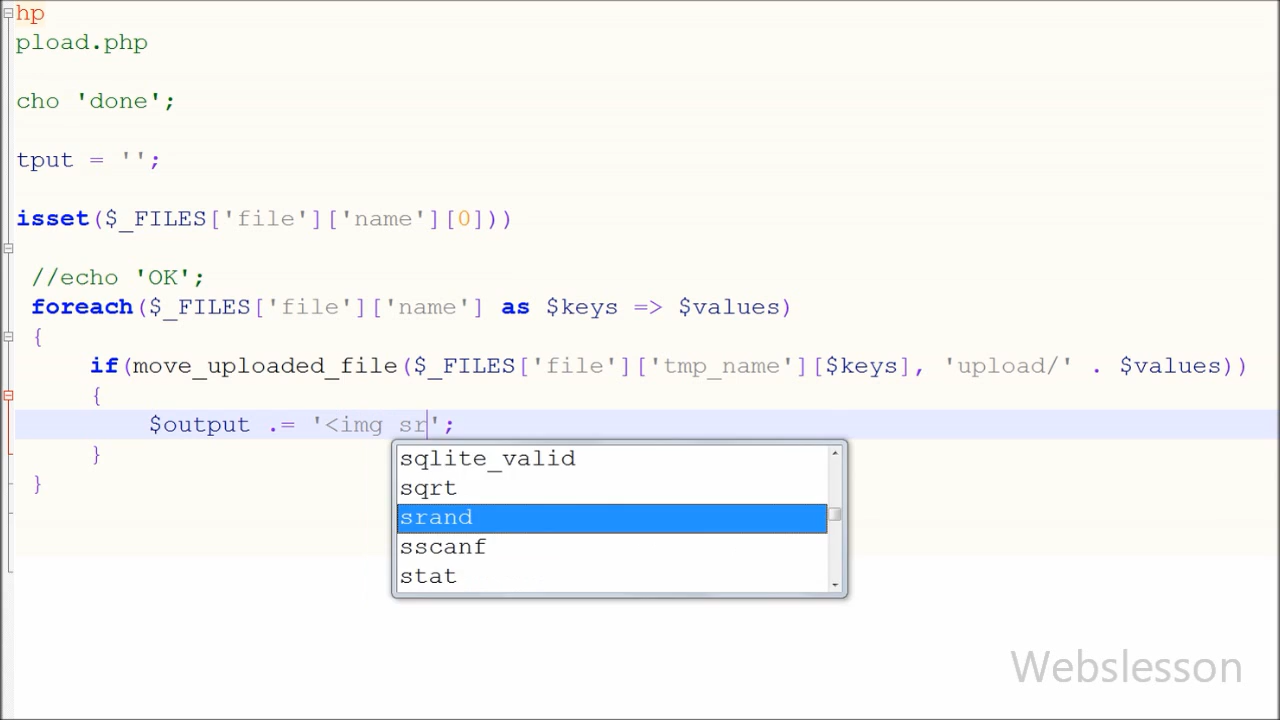 hp
pload.php
cho 'done';
tput = '';
isset($_FILES['file']['name'][0]))
//echo 'OK';
foreach($_FILES['file']['name'] as $keys => $values)
{
if(move_uploaded_file($_FILES['file']['tmp_name'][$keys], 'upload/' . $values))
{
$output .= '<img sr';
}
}
sqlite_valid
sqrt
srand
sscanf
stat
Webslesson